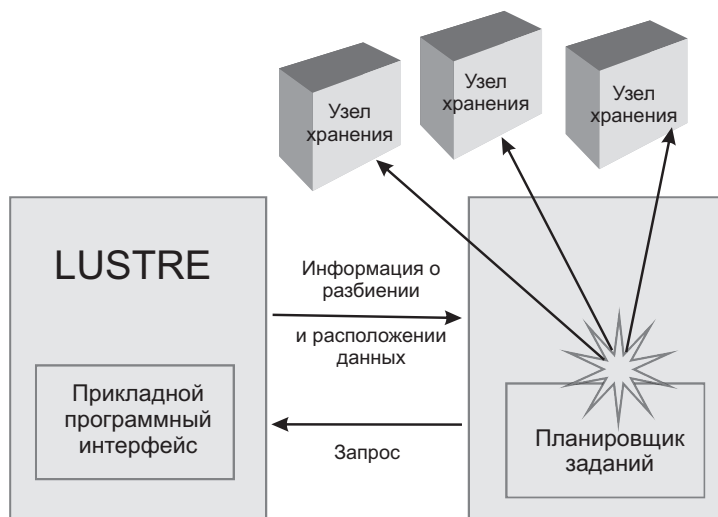 Узел
хранения
Узел
хранения
Узел
хранения
LUSTRE
Информация о
разбиении
и расположении
данных
Прикладной
программный
интерфейс
Запрос
Планировщик
заданий